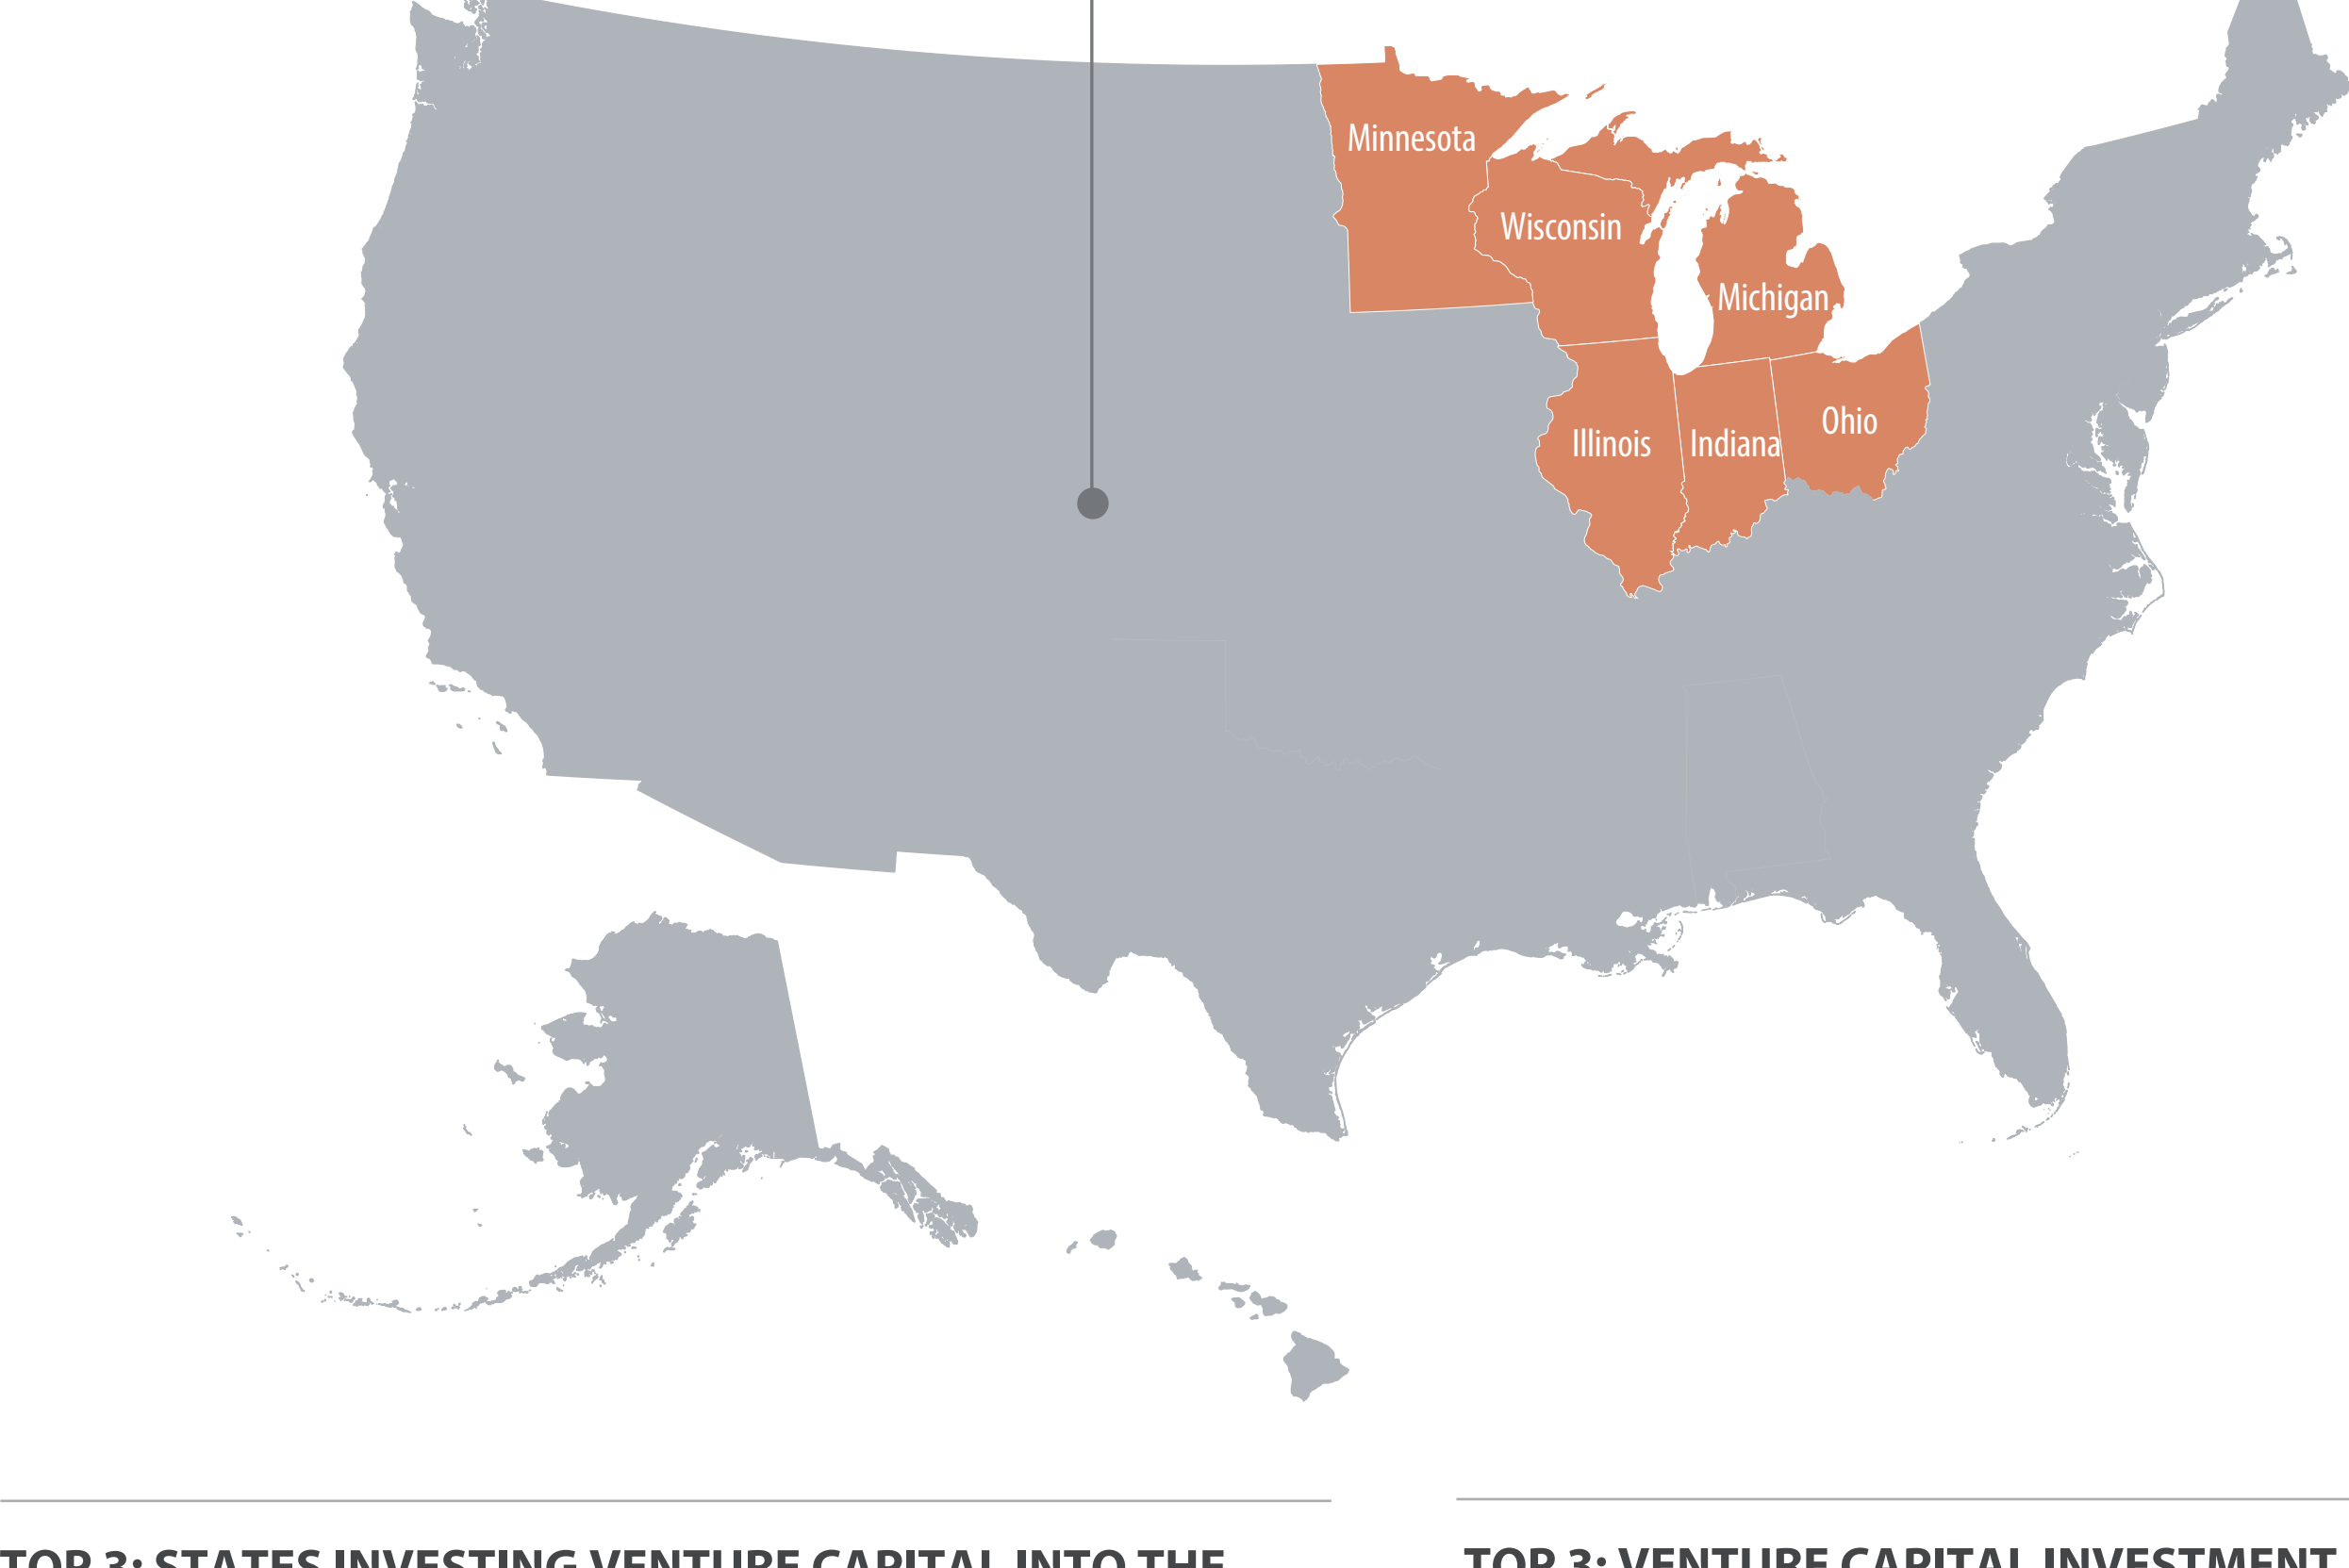 Minnesota
Wisconsin
Michigan
Illinois
Indiana
Ohio
TOP 3: STATES INVESTING VENTURE CAPITAL INTO THE
TOP 3: VENTURE CAPITAL INVESTMENT